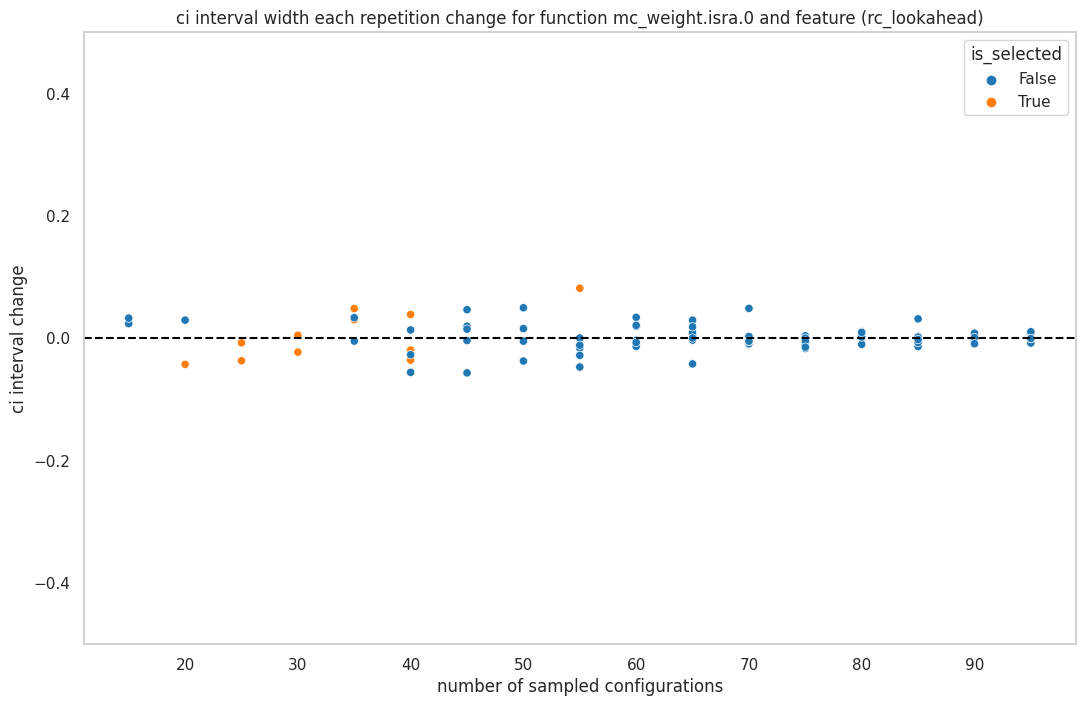 ci interval width each repetition change for function mc_weight.isra.0 and feature (rc_lookahead)
is_selected
False
True
ci interval change
0.4
0.2
0.0
−0.2
−0.4
20 30 40 50 60 70 80 90
number of sampled configurations